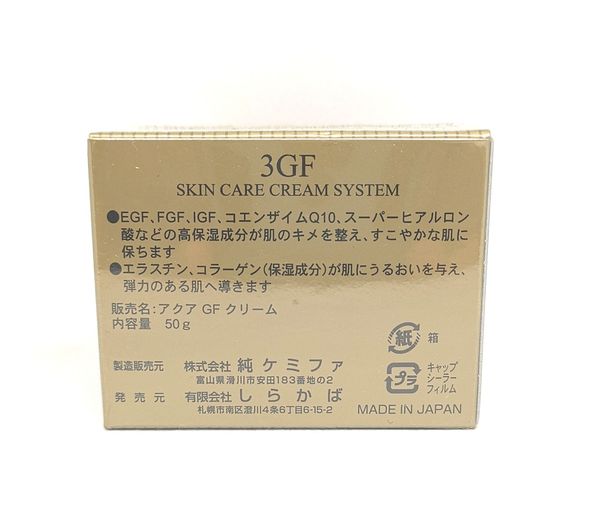 3GF
SKIN CARE CREAM SYSTEM
●EGF、FGF、IGF、コエンザイムQ10、スーパーヒアルロン
酸などの高保湿成分が肌のキメを整え、すこやかな肌に
保ちます
●エラスチン、コラーゲン(保湿成分)が肌にうるおいを与え、
弾力のある肌へ導きます
販売名：アクア GF クリーム
内容量 50g
紙 箱
製造販売元 株式会社 純ケミファ
富山県滑川市安田183番地の2
プラ キャップ
シーラー
フィルム
発売元 有限会社 しらかば
札幌市南区澄川4条6丁目6-15-2
MADE IN JAPAN